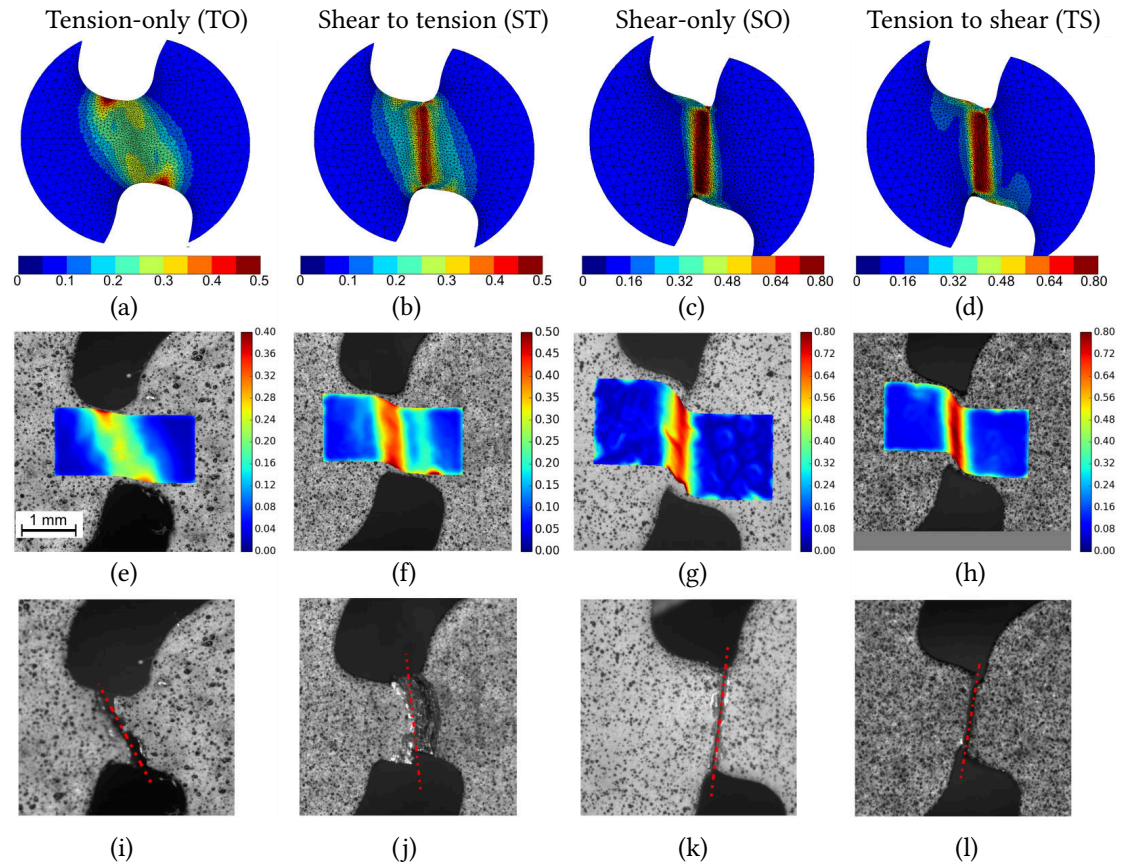 Tension-only (TO) Shear to tension (ST) Shear-only (SO) Tension to shear (TS)
0 0.1 0.2 0.3 0.4 0.5 0 0.1 0.2 0.3 0.4 0.5 0 0.16 0.32 0.48 0.64 0.80 0 0.16 0.32 0.48 0.64 0.80
(a) (b) (c) (d)
0.40 0.50 0.80 0.80
0.36 0.45 0.72 0.72
0.32 0.40 0.64 0.64
0.28 0.35 0.56 0.56
0.24 0.30 0.48 0.48
0.20 0.25 0.40 0.40
0.16 0.20 0.32 0.32
0.12 0.15 0.24 0.24
0.08 0.10 0.16 0.16
0.04 0.05 0.08 0.08
0.00 0.00 0.00 0.00
1 mm
(e) (f) (g) (h)
(i) (j) (k) (l)